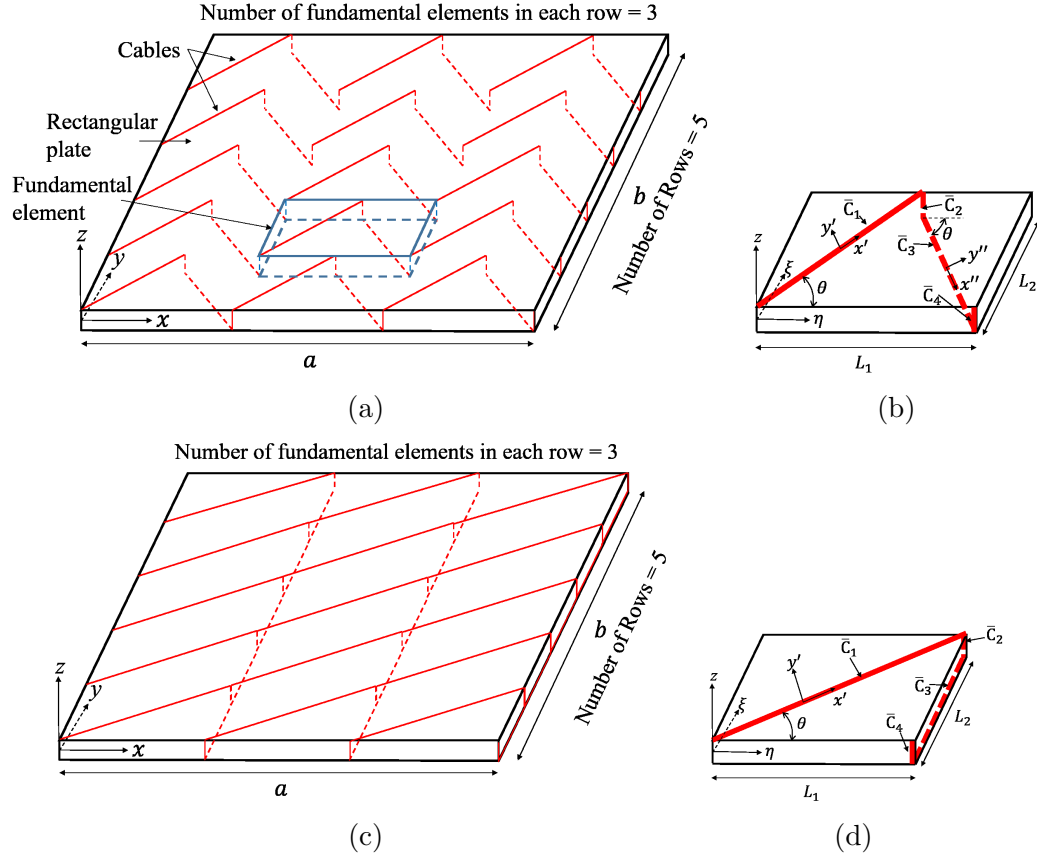 Number of fundamental elements in each row = 3
Cables
Rectangular
plate
Fundamental
element
z
y
x
a
b
Number of Rows = 5
(a)
z
ξ
η
θ
C̄₁
y′
x′
C̄₂
θ
C̄₃
y′′
x′′
C̄₄
L₁
L₂
(b)
Number of fundamental elements in each row = 3
z
y
x
a
b
Number of Rows = 5
(c)
z
ξ
η
θ
y′
x′
C̄₁
C̄₂
C̄₃
C̄₄
L₁
L₂
(d)